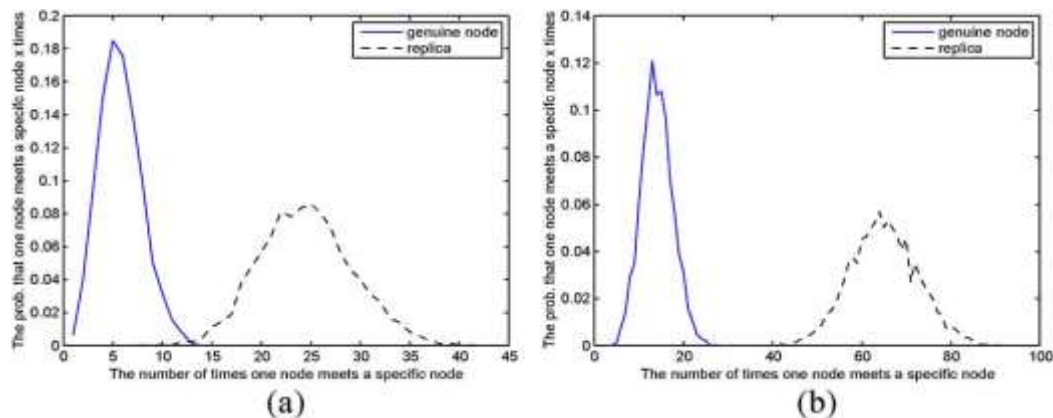 The prob. that one node meets a specifc node x times
0.2
0.18
0.16
0.14
0.12
0.1
0.08
0.06
0.04
0.02
0
0 5 10 15 20 25 30 35 40 45
genuine node
replica
The number of times one node meets a specific node
(a)
The prob. that one node meets a specifc node x times
0.14
0.12
0.1
0.08
0.06
0.04
0.02
0
0 20 40 60 80 100
genuine node
replica
The number of times one node meets a specific node
(b)